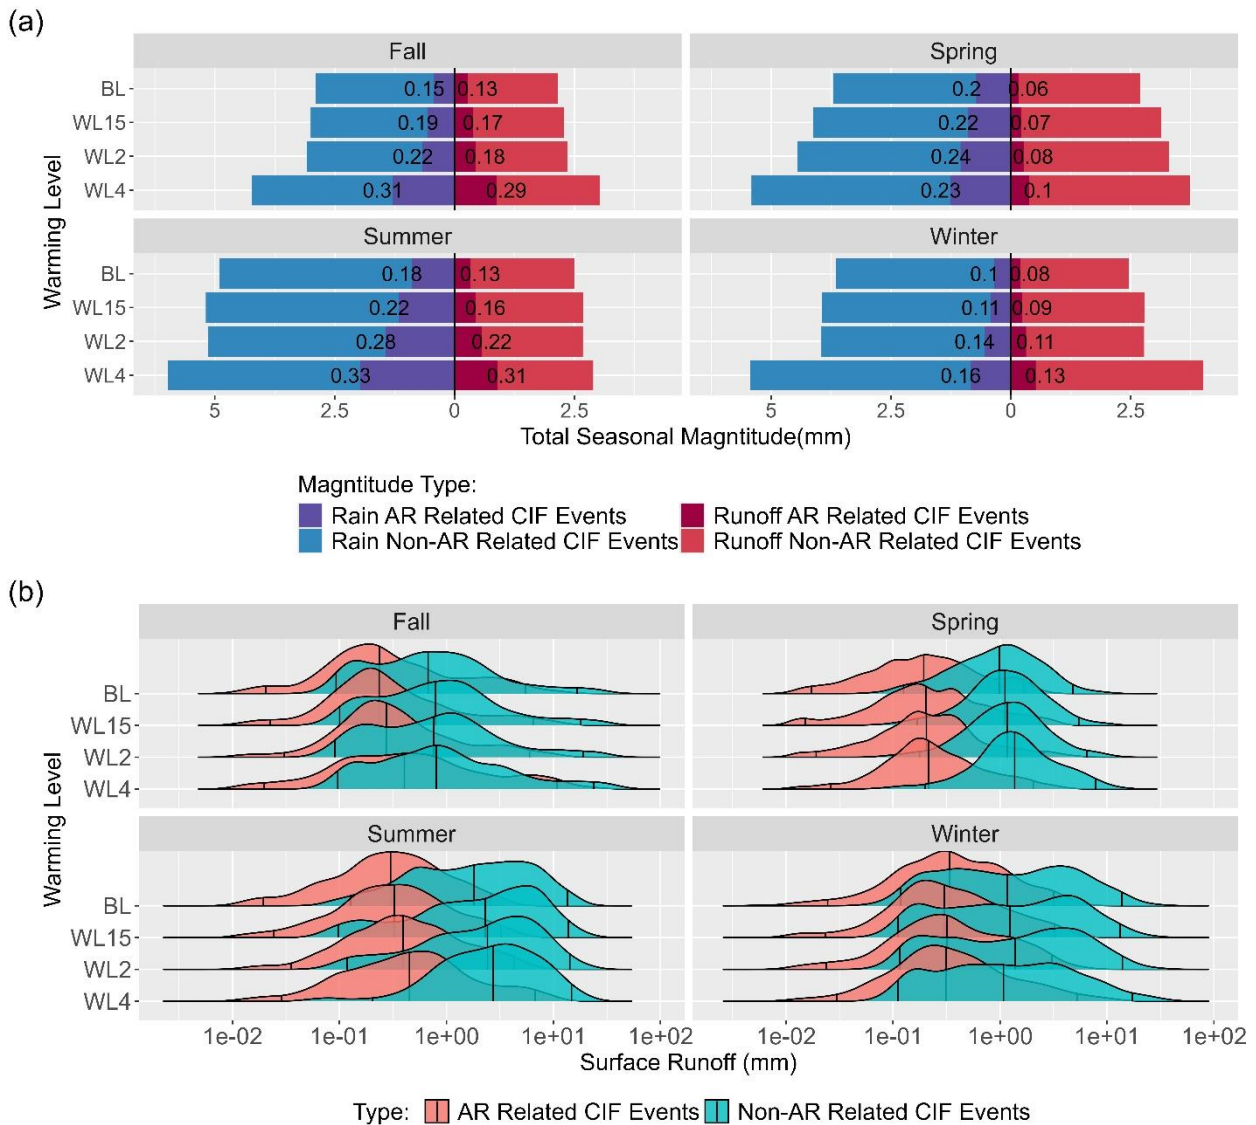 (a)
Fall
Spring
Warming Level
BL
0.15
0.13
0.2
0.06
WL15
0.19
0.17
0.22
0.07
WL2
0.22
0.18
0.24
0.08
WL4
0.31
0.29
0.23
0.1
Summer
Winter
BL
0.18
0.13
0.1
0.08
WL15
0.22
0.16
0.11
0.09
WL2
0.28
0.22
0.14
0.11
WL4
0.33
0.31
0.16
0.13
5 2.5 0 2.5 5 2.5 0 2.5
Total Seasonal Magntitude(mm)
Magntitude Type:
Rain AR Related CIF Events
Runoff AR Related CIF Events
Rain Non-AR Related CIF Events
Runoff Non-AR Related CIF Events
(b)
Fall
Spring
Warming Level
BL
WL15
WL2
WL4
Summer
Winter
BL
WL15
WL2
WL4
1e-02 1e-01 1e+00 1e+01 1e+02 1e-02 1e-01 1e+00 1e+01 1e+02
Surface Runoff (mm)
Type: AR Related CIF Events Non-AR Related CIF Events